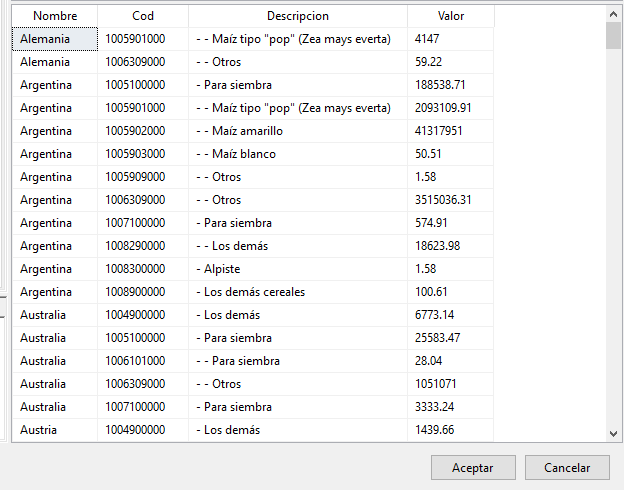 Nombre Cod Descripcion Valor
Alemania 1005901000 - - Maíz tipo "pop" (Zea mays everta) 4147
Alemania 1006309000 - - Otros 59.22
Argentina 1005100000 - Para siembra 188538.71
Argentina 1005901000 - - Maíz tipo "pop" (Zea mays everta) 2093109.91
Argentina 1005902000 - - Maíz amarillo 41317951
Argentina 1005903000 - - Maíz blanco 50.51
Argentina 1005909000 - - Otros 1.58
Argentina 1006309000 - - Otros 3515036.31
Argentina 1007100000 - Para siembra 574.91
Argentina 1008290000 - - Los demás 18623.98
Argentina 1008300000 - Alpiste 1.58
Argentina 1008900000 - Los demás cereales 100.61
Australia 1004900000 - Los demás 6773.14
Australia 1005100000 - Para siembra 25583.47
Australia 1006101000 - - Para siembra 28.04
Australia 1006309000 - - Otros 1051071
Australia 1007100000 - Para siembra 3333.24
Austria 1004900000 - Los demás 1439.66
Aceptar Cancelar